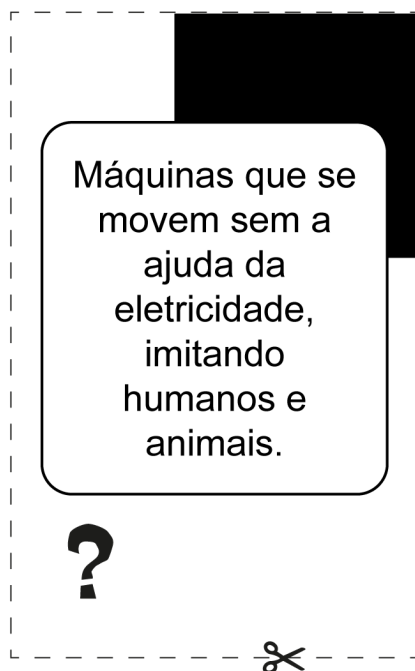 Máquinas que se
movem sem a
ajuda da
eletricidade,
imitando
humanos e
animais.
?